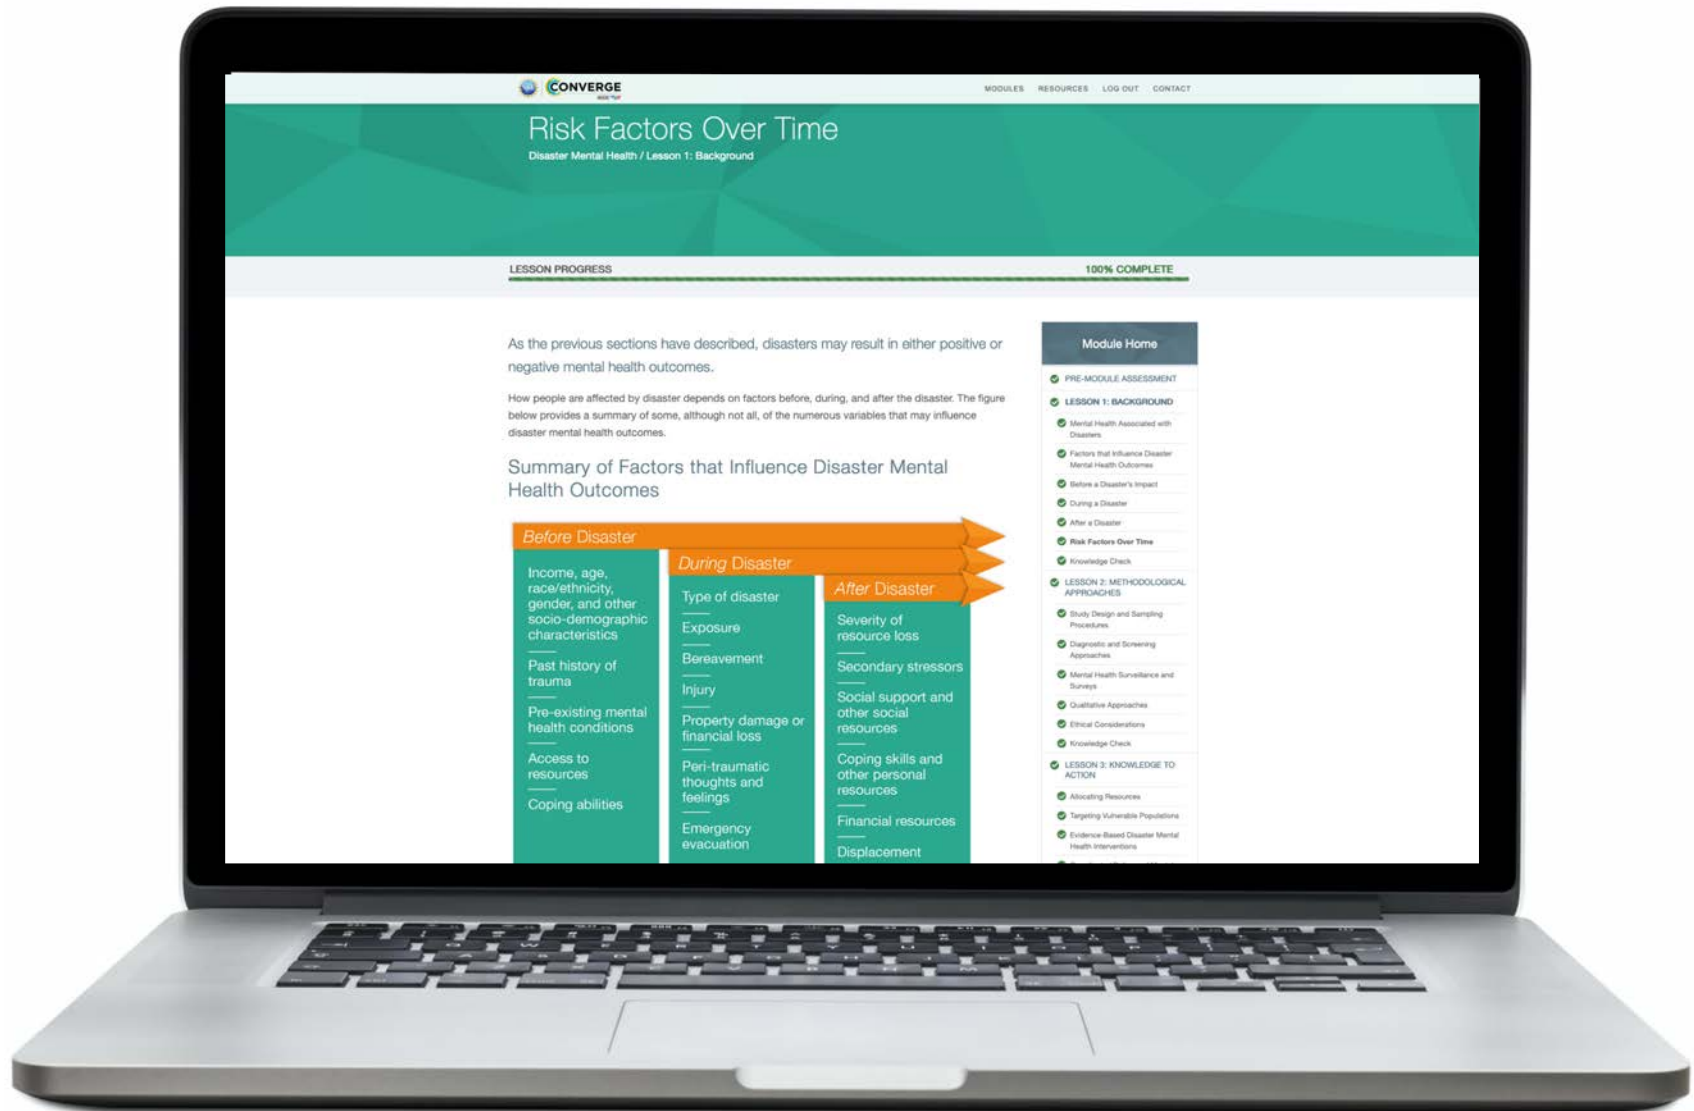 CONVERGE
MODULES RESOURCES LOG OUT CONTACT
Risk Factors Over Time
Disaster Mental Health / Lesson 1: Background
LESSON PROGRESS
100% COMPLETE
As the previous sections have described, disasters may result in either positive or
negative mental health outcomes.
How people are affected by disaster depends on factors before, during, and after the disaster. The figure
below provides a summary of some, although not all, of the numerous variables that may influence
disaster mental health outcomes.
Summary of Factors that Influence Disaster Mental
Health Outcomes
Before Disaster
Income, age,
race/ethnicity,
gender, and other
socio-demographic
characteristics
Past history of
trauma
Pre-existing mental
health conditions
Access to
resources
Coping abilities
During Disaster
Type of disaster
Exposure
Bereavement
Injury
Property damage or
financial loss
Peri-traumatic
thoughts and
feelings
Emergency
evacuation
After Disaster
Severity of
resource loss
Secondary stressors
Social support and
other social
resources
Coping skills and
other personal
resources
Financial resources
Displacement
Module Home
PRE-MODULE ASSESSMENT
LESSON 1: BACKGROUND
Mental Health Associated with
Disasters
Factors that Influence Disaster
Mental Health Outcomes
Before a Disaster's Impact
During a Disaster
After a Disaster
Risk Factors Over Time
Knowledge Check
LESSON 2: METHODOLOGICAL
APPROACHES
Study Design and Sampling
Procedures
Diagnostic and Screening
Approaches
Mental Health Surveillance and
Surveys
Qualitative Approaches
Ethical Considerations
Knowledge Check
LESSON 3: KNOWLEDGE TO
ACTION
Allocating Resources
Targeting Vulnerable Populations
Evidence-Based Disaster Mental
Health Interventions